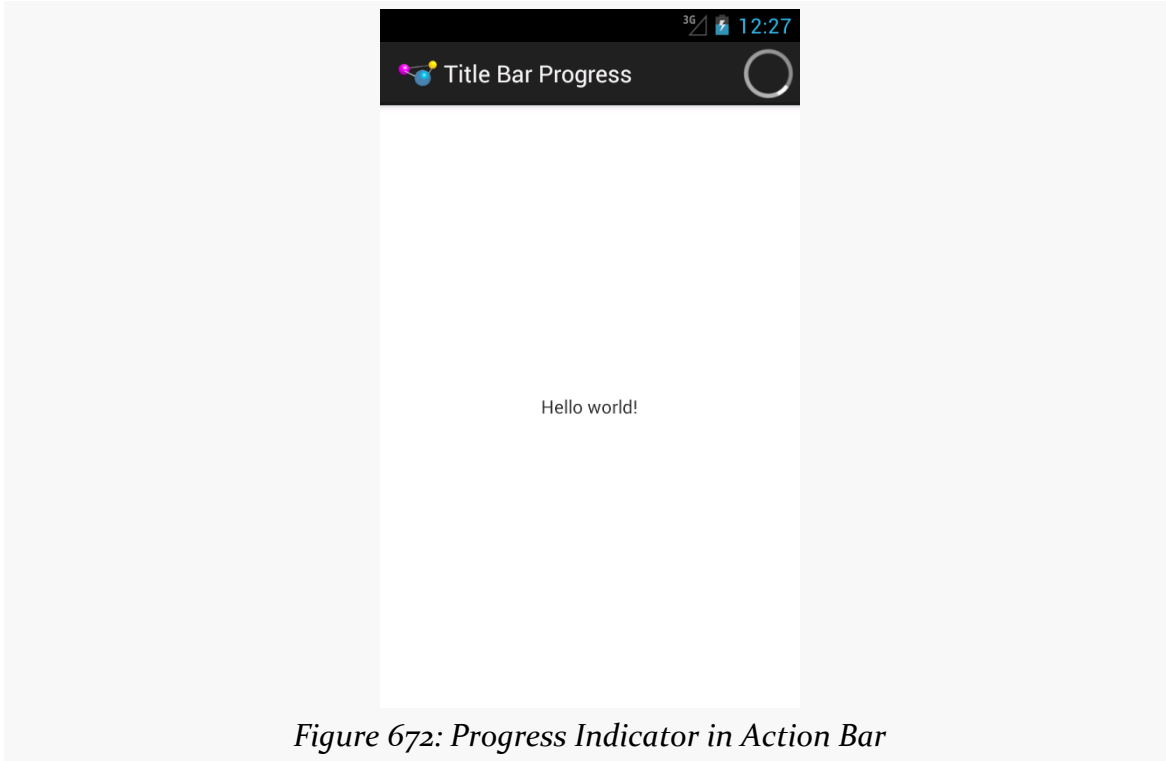 3G 12:27
Title Bar Progress
Hello world!
Figure 672: Progress Indicator in Action Bar